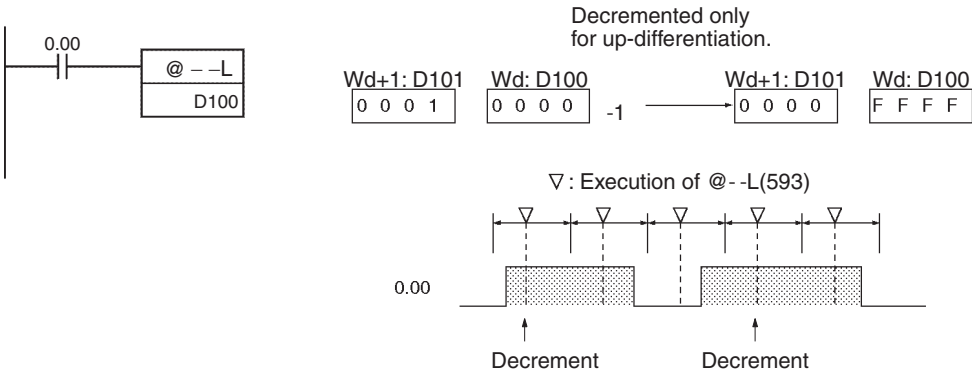 0.00
@ – –L
D100
Decremented only
for up-differentiation.
Wd+1: D101
Wd: D100
Wd+1: D101
Wd: D100
0 0 0 1
0 0 0 0
-1
0 0 0 0
F F F F
▽: Execution of @- -L(593)
0.00
Decrement
Decrement